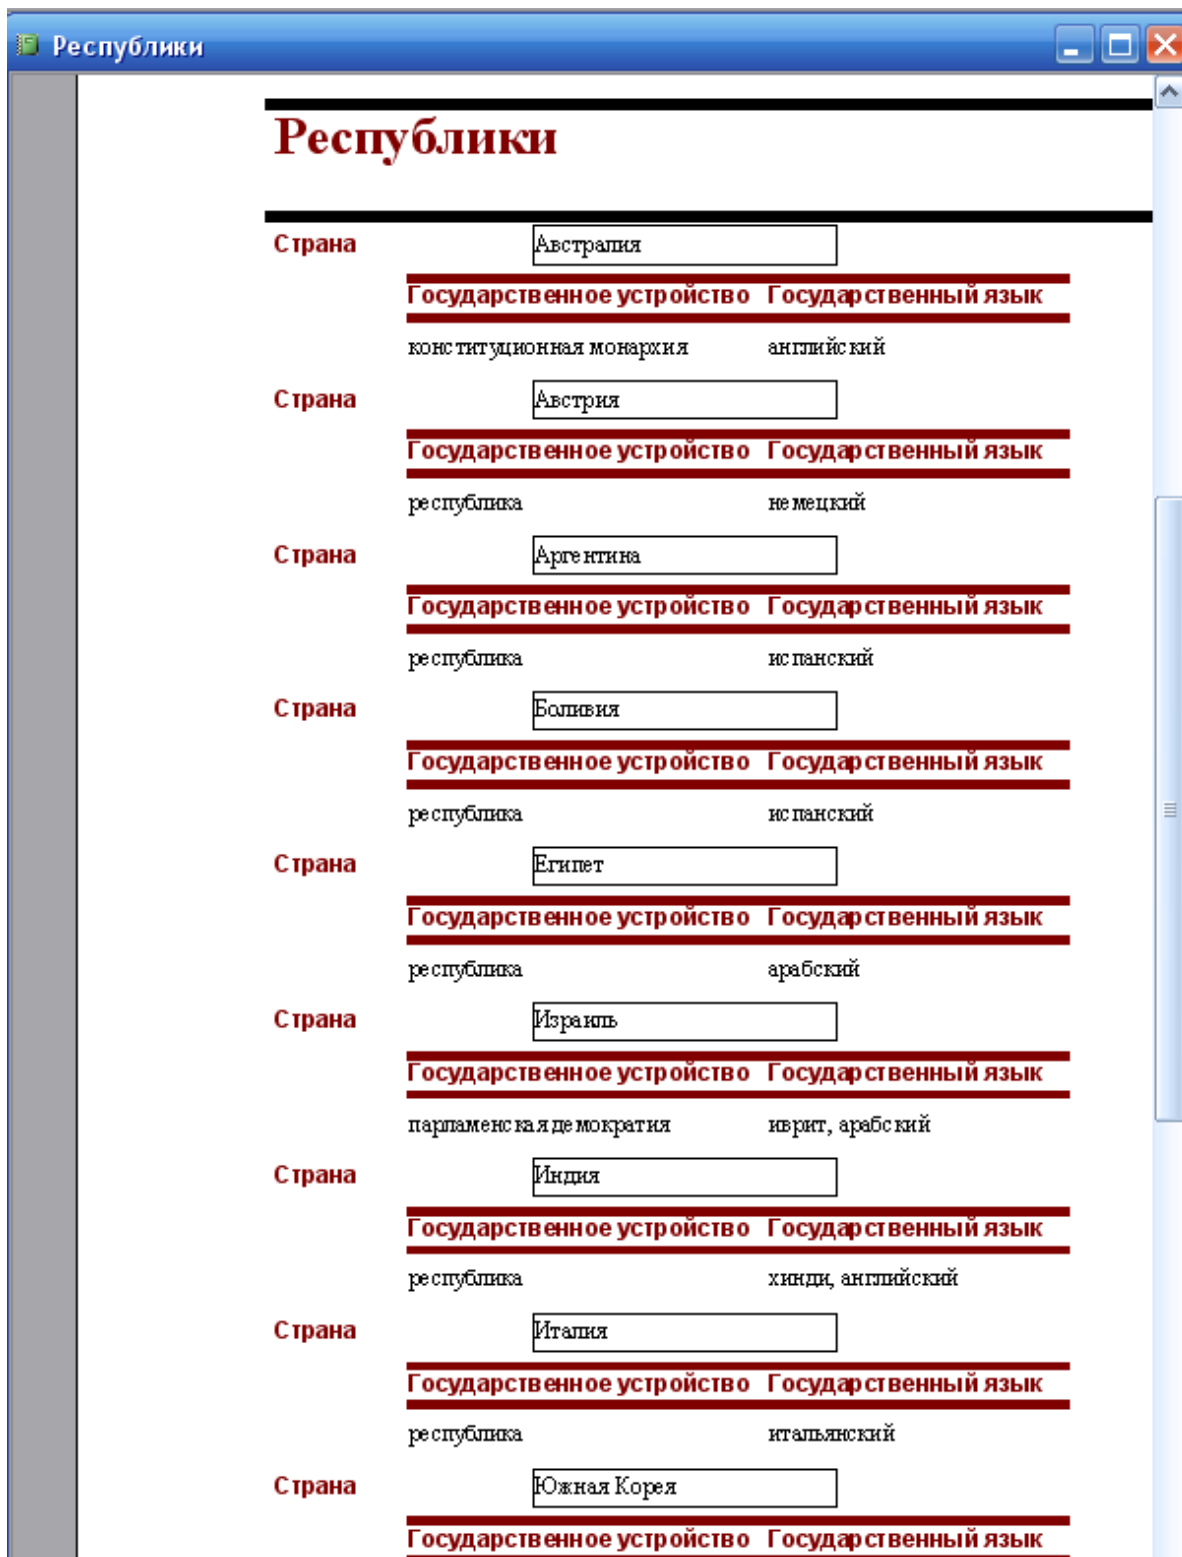 Республики
Республики
Страна Австралия
Государственное устройство Государственный язык
конституционная монархия английский
Страна Австрия
Государственное устройство Государственный язык
республика немецкий
Страна Аргентина
Государственное устройство Государственный язык
республика испанский
Страна Боливия
Государственное устройство Государственный язык
республика испанский
Страна Египет
Государственное устройство Государственный язык
республика арабский
Страна Израиль
Государственное устройство Государственный язык
парламенская демократия иврит, арабский
Страна Индия
Государственное устройство Государственный язык
республика хинди, английский
Страна Италия
Государственное устройство Государственный язык
республика итальянский
Страна Южная Корея
Государственное устройство Государственный язык